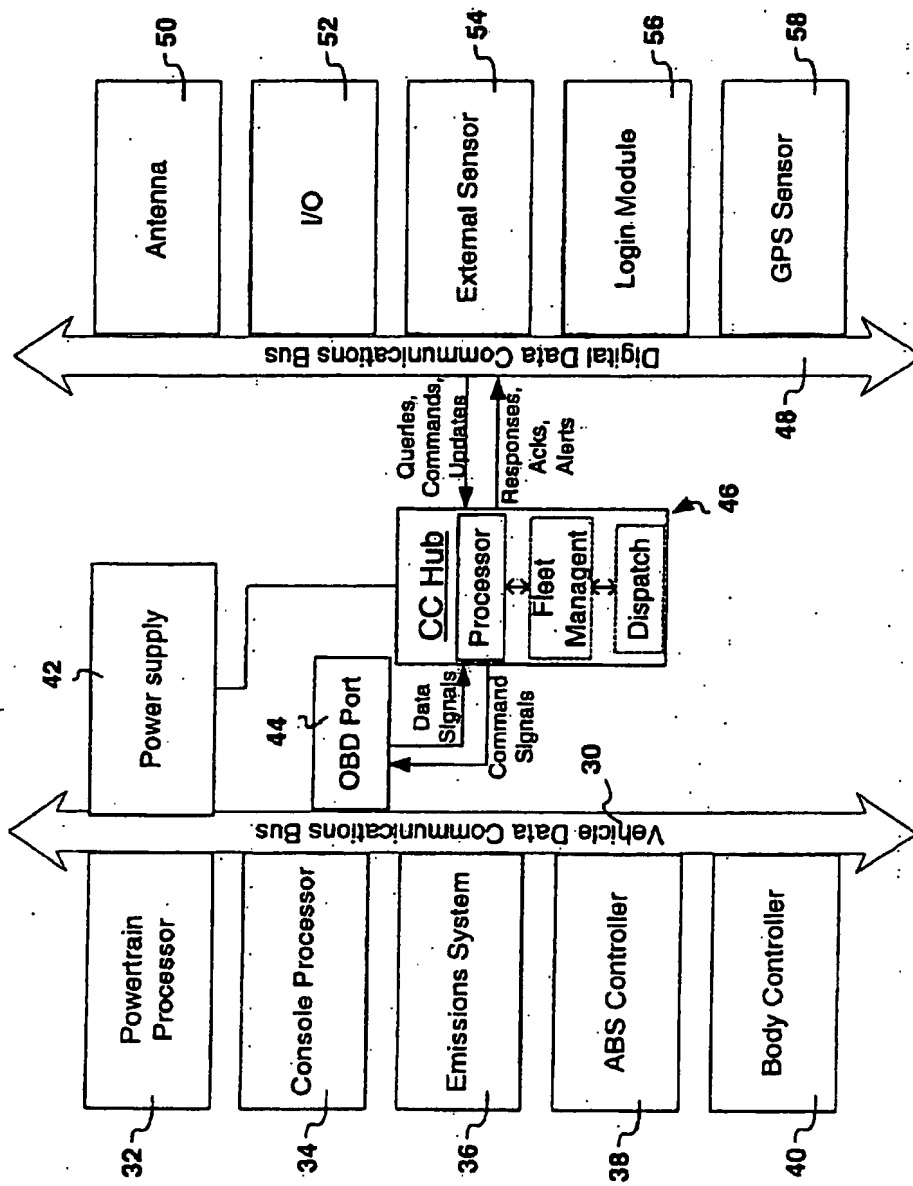 50
Antenna
52
I/O
54
External Sensor
56
Login Module
58
GPS Sensor
Digital Data Communications Bus
48
Queries,
Commands,
Updates
Responses,
Acks,
Alerts
46
CC Hub
Processor
Fleet
Managent
Dispatch
42
Power supply
44
OBD Port
Data
Signals
Command
Signals
30
Vehicle Data Communications Bus
Powertrain
Processor
32
Console Processor
34
Emissions System
36
ABS Controller
38
Body Controller
40